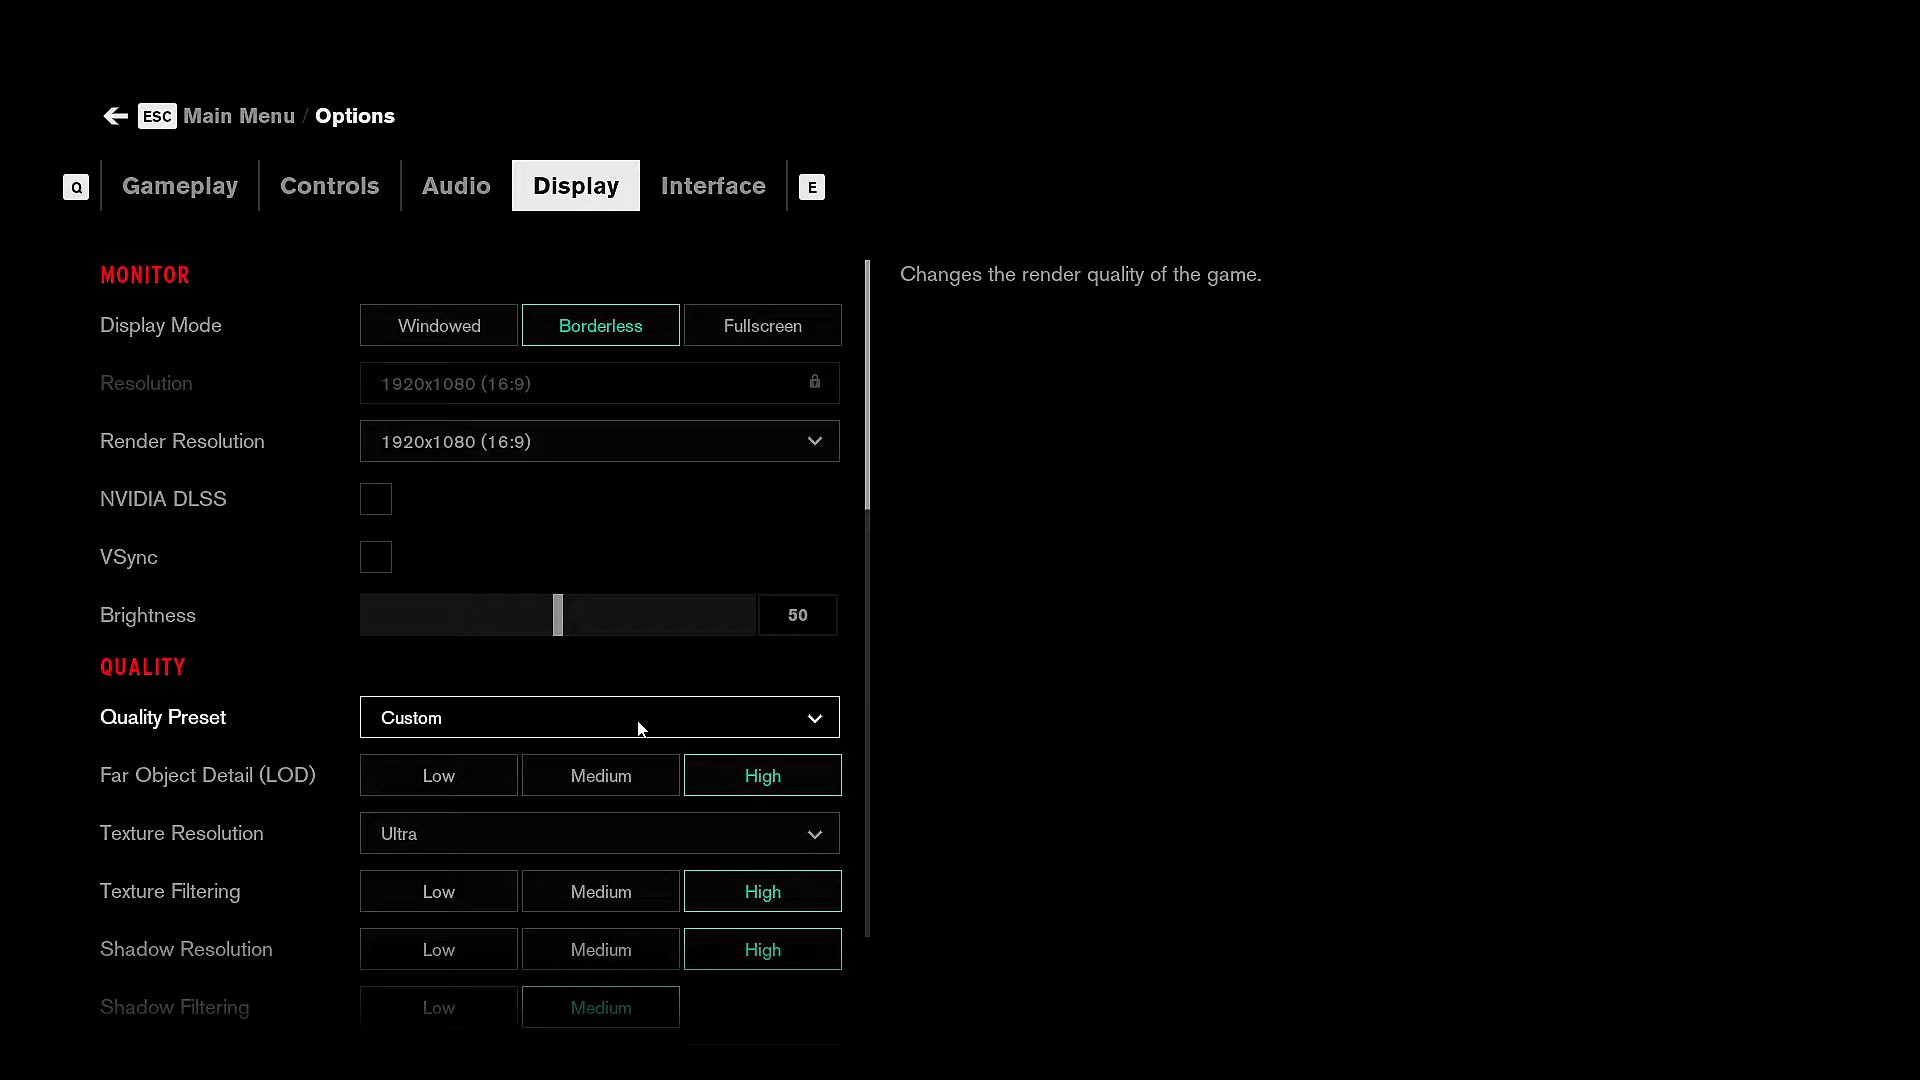 ESC Main Menu / Options
Q Gameplay Controls Audio Display Interface E
MONITOR
Changes the render quality of the game.
Display Mode Windowed Borderless Fullscreen
Resolution 1920x1080 (16:9)
Render Resolution 1920x1080 (16:9)
NVIDIA DLSS
VSync
Brightness 50
QUALITY
Quality Preset Custom
Far Object Detail (LOD) Low Medium High
Texture Resolution Ultra
Texture Filtering Low Medium High
Shadow Resolution Low Medium High
Shadow Filtering Low Medium